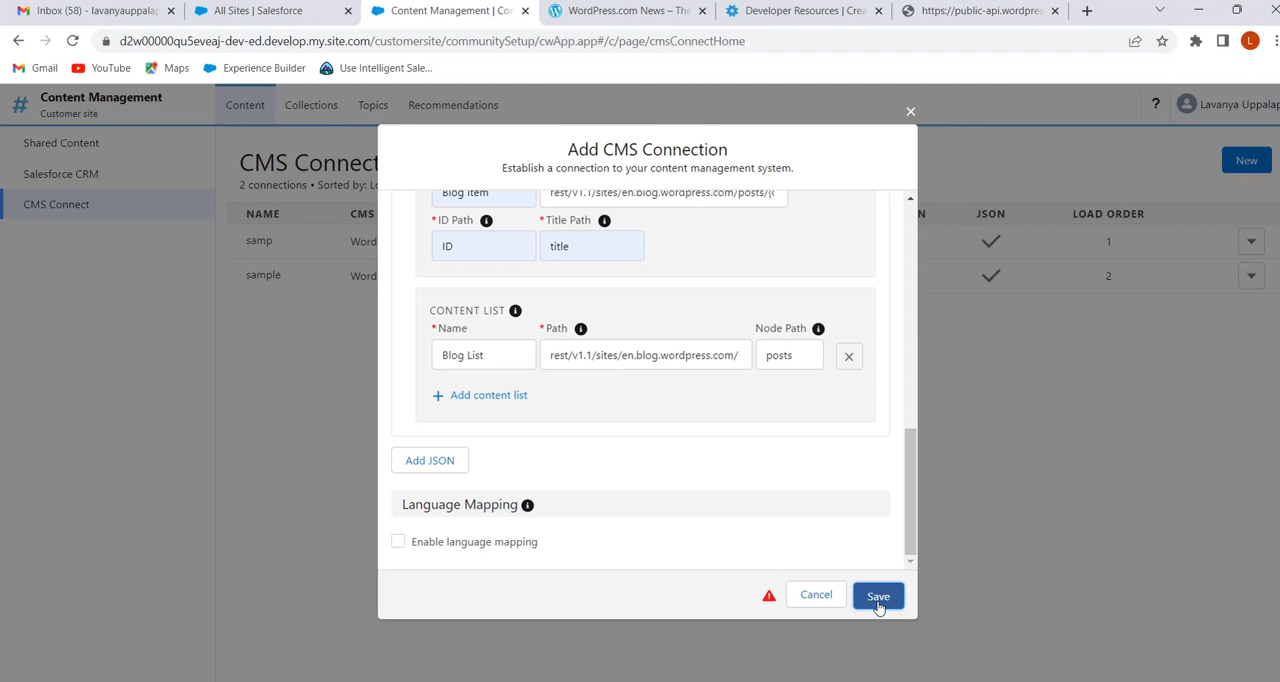 Inbox (58) - lavanyauppalap
All Sites | Salesforce
Content Management | Cor
WordPress.com News – The
Developer Resources | Crea
https://public-api.wordpres
d2w00000qu5eveaj-dev-ed.develop.my.site.com/customersite/communitySetup/cwApp.app#/c/page/cmsConnectHome
L
Gmail
YouTube
Maps
Experience Builder
Use Intelligent Sale...
# Content Management
Customer site
Content
Collections
Topics
Recommendations
?
Lavanya Uppalap
Shared Content
Salesforce CRM
CMS Connect
CMS Connect
2 connections • Sorted by: Lo
New
NAME
CMS
N
JSON
LOAD ORDER
samp
Word
1
sample
Word
2
Add CMS Connection
Establish a connection to your content management system.
Blog Item
rest/v1.1/sites/en.blog.wordpress.com/posts/{
*ID Path
*Title Path
ID
title
CONTENT LIST
*Name
*Path
Node Path
Blog List
rest/v1.1/sites/en.blog.wordpress.com/
posts
+ Add content list
Add JSON
Language Mapping
Enable language mapping
Cancel
Save